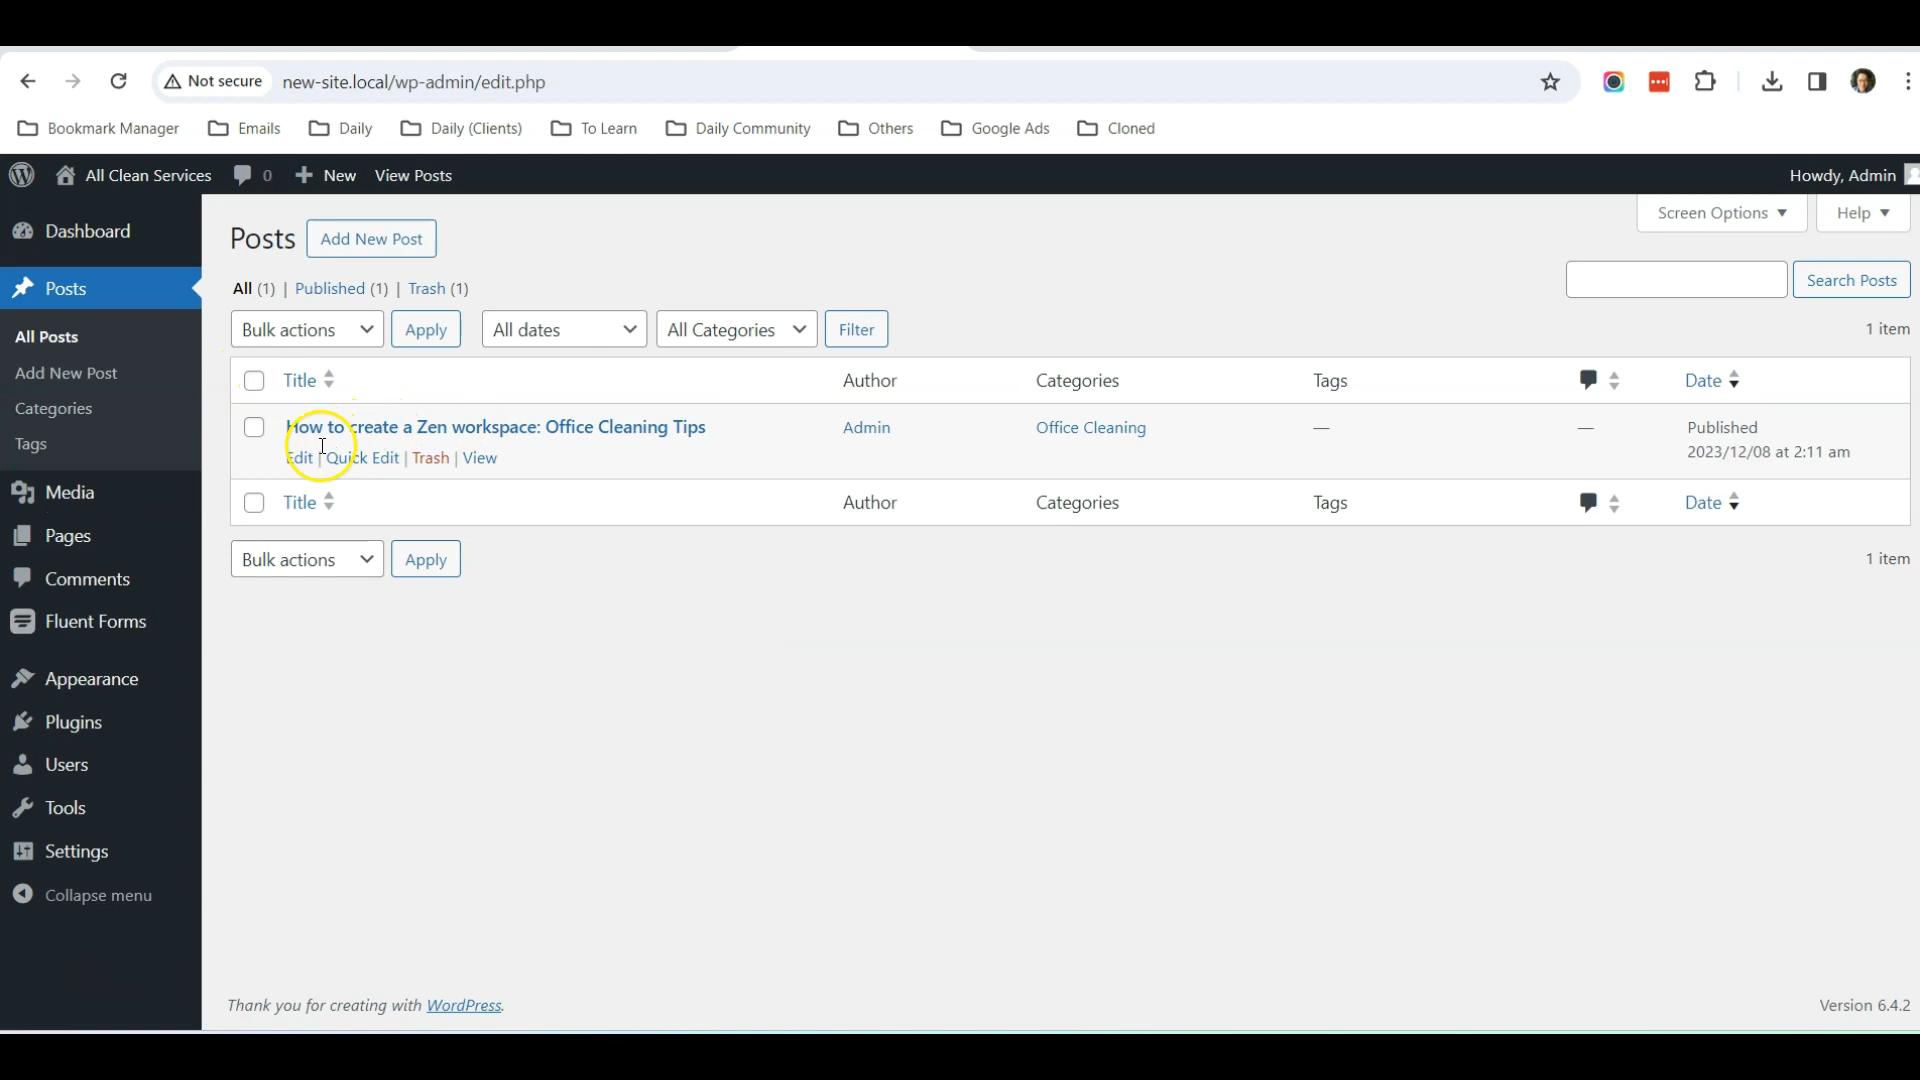 Not secure new-site.local/wp-admin/edit.php
Bookmark Manager Emails Daily Daily (Clients) To Learn Daily Community Others Google Ads Cloned
All Clean Services 0 New View Posts Howdy, Admin
Screen Options Help
Dashboard
Posts
All Posts
Add New Post
Categories
Tags
Media
Pages
Comments
Fluent Forms
Appearance
Plugins
Users
Tools
Settings
Collapse menu
Posts Add New Post
All (1) | Published (1) | Trash (1)
Search Posts
Bulk actions Apply All dates All Categories Filter 1 item
Title Author Categories Tags Date
How to create a Zen workspace: Office Cleaning Tips Admin Office Cleaning — — Published
Edit | Quick Edit | Trash | View 2023/12/08 at 2:11 am
Title Author Categories Tags Date
Bulk actions Apply 1 item
Thank you for creating with WordPress. Version 6.4.2